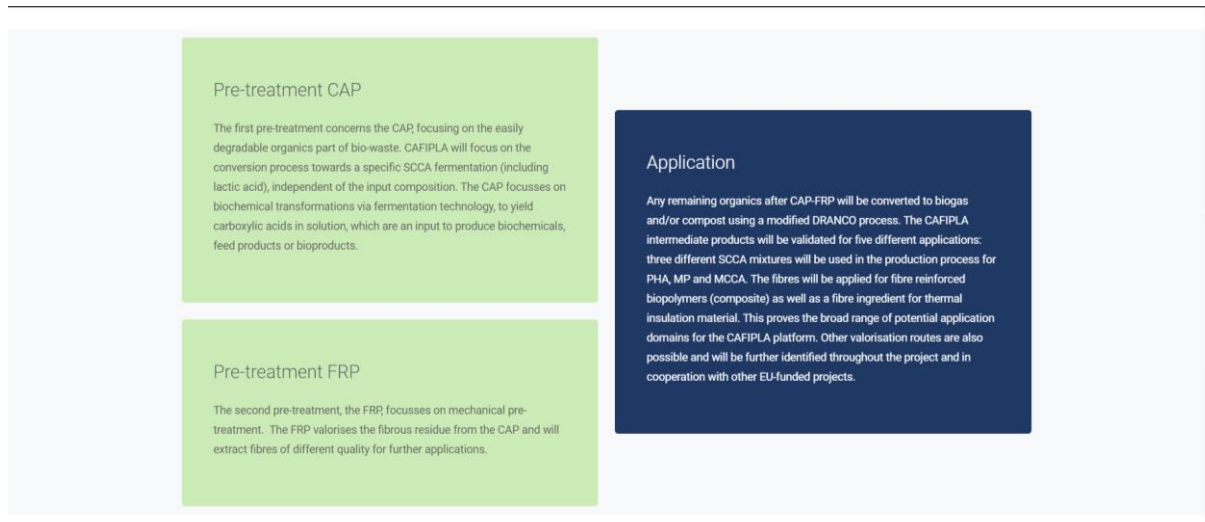 Pre-treatment CAP
The first pre-treatment concerns the CAP, focusing on the easily
degradable organics part of bio-waste. CAFIPLA will focus on the
conversion process towards a specific SCCA fermentation (including
lactic acid), independent of the input composition. The CAP focusses on
biochemical transformations via fermentation technology, to yield
carboxylic acids in solution, which are an input to produce biochemicals,
feed products or bioproducts.
Pre-treatment FRP
The second pre-treatment, the FRP, focusses on mechanical pre-
treatment. The FRP valorises the fibrous residue from the CAP and will
extract fibres of different quality for further applications.
Application
Any remaining organics after CAP-FRP will be converted to biogas
and/or compost using a modified DRANCO process. The CAFIPLA
intermediate products will be validated for five different applications:
three different SCCA mixtures will be used in the production process for
PHA, MP and MCCA. The fibres will be applied for fibre reinforced
biopolymers (composite) as well as a fibre ingredient for thermal
insulation material. This proves the broad range of potential application
domains for the CAFIPLA platform. Other valorisation routes are also
possible and will be further identified throughout the project and in
cooperation with other EU-funded projects.